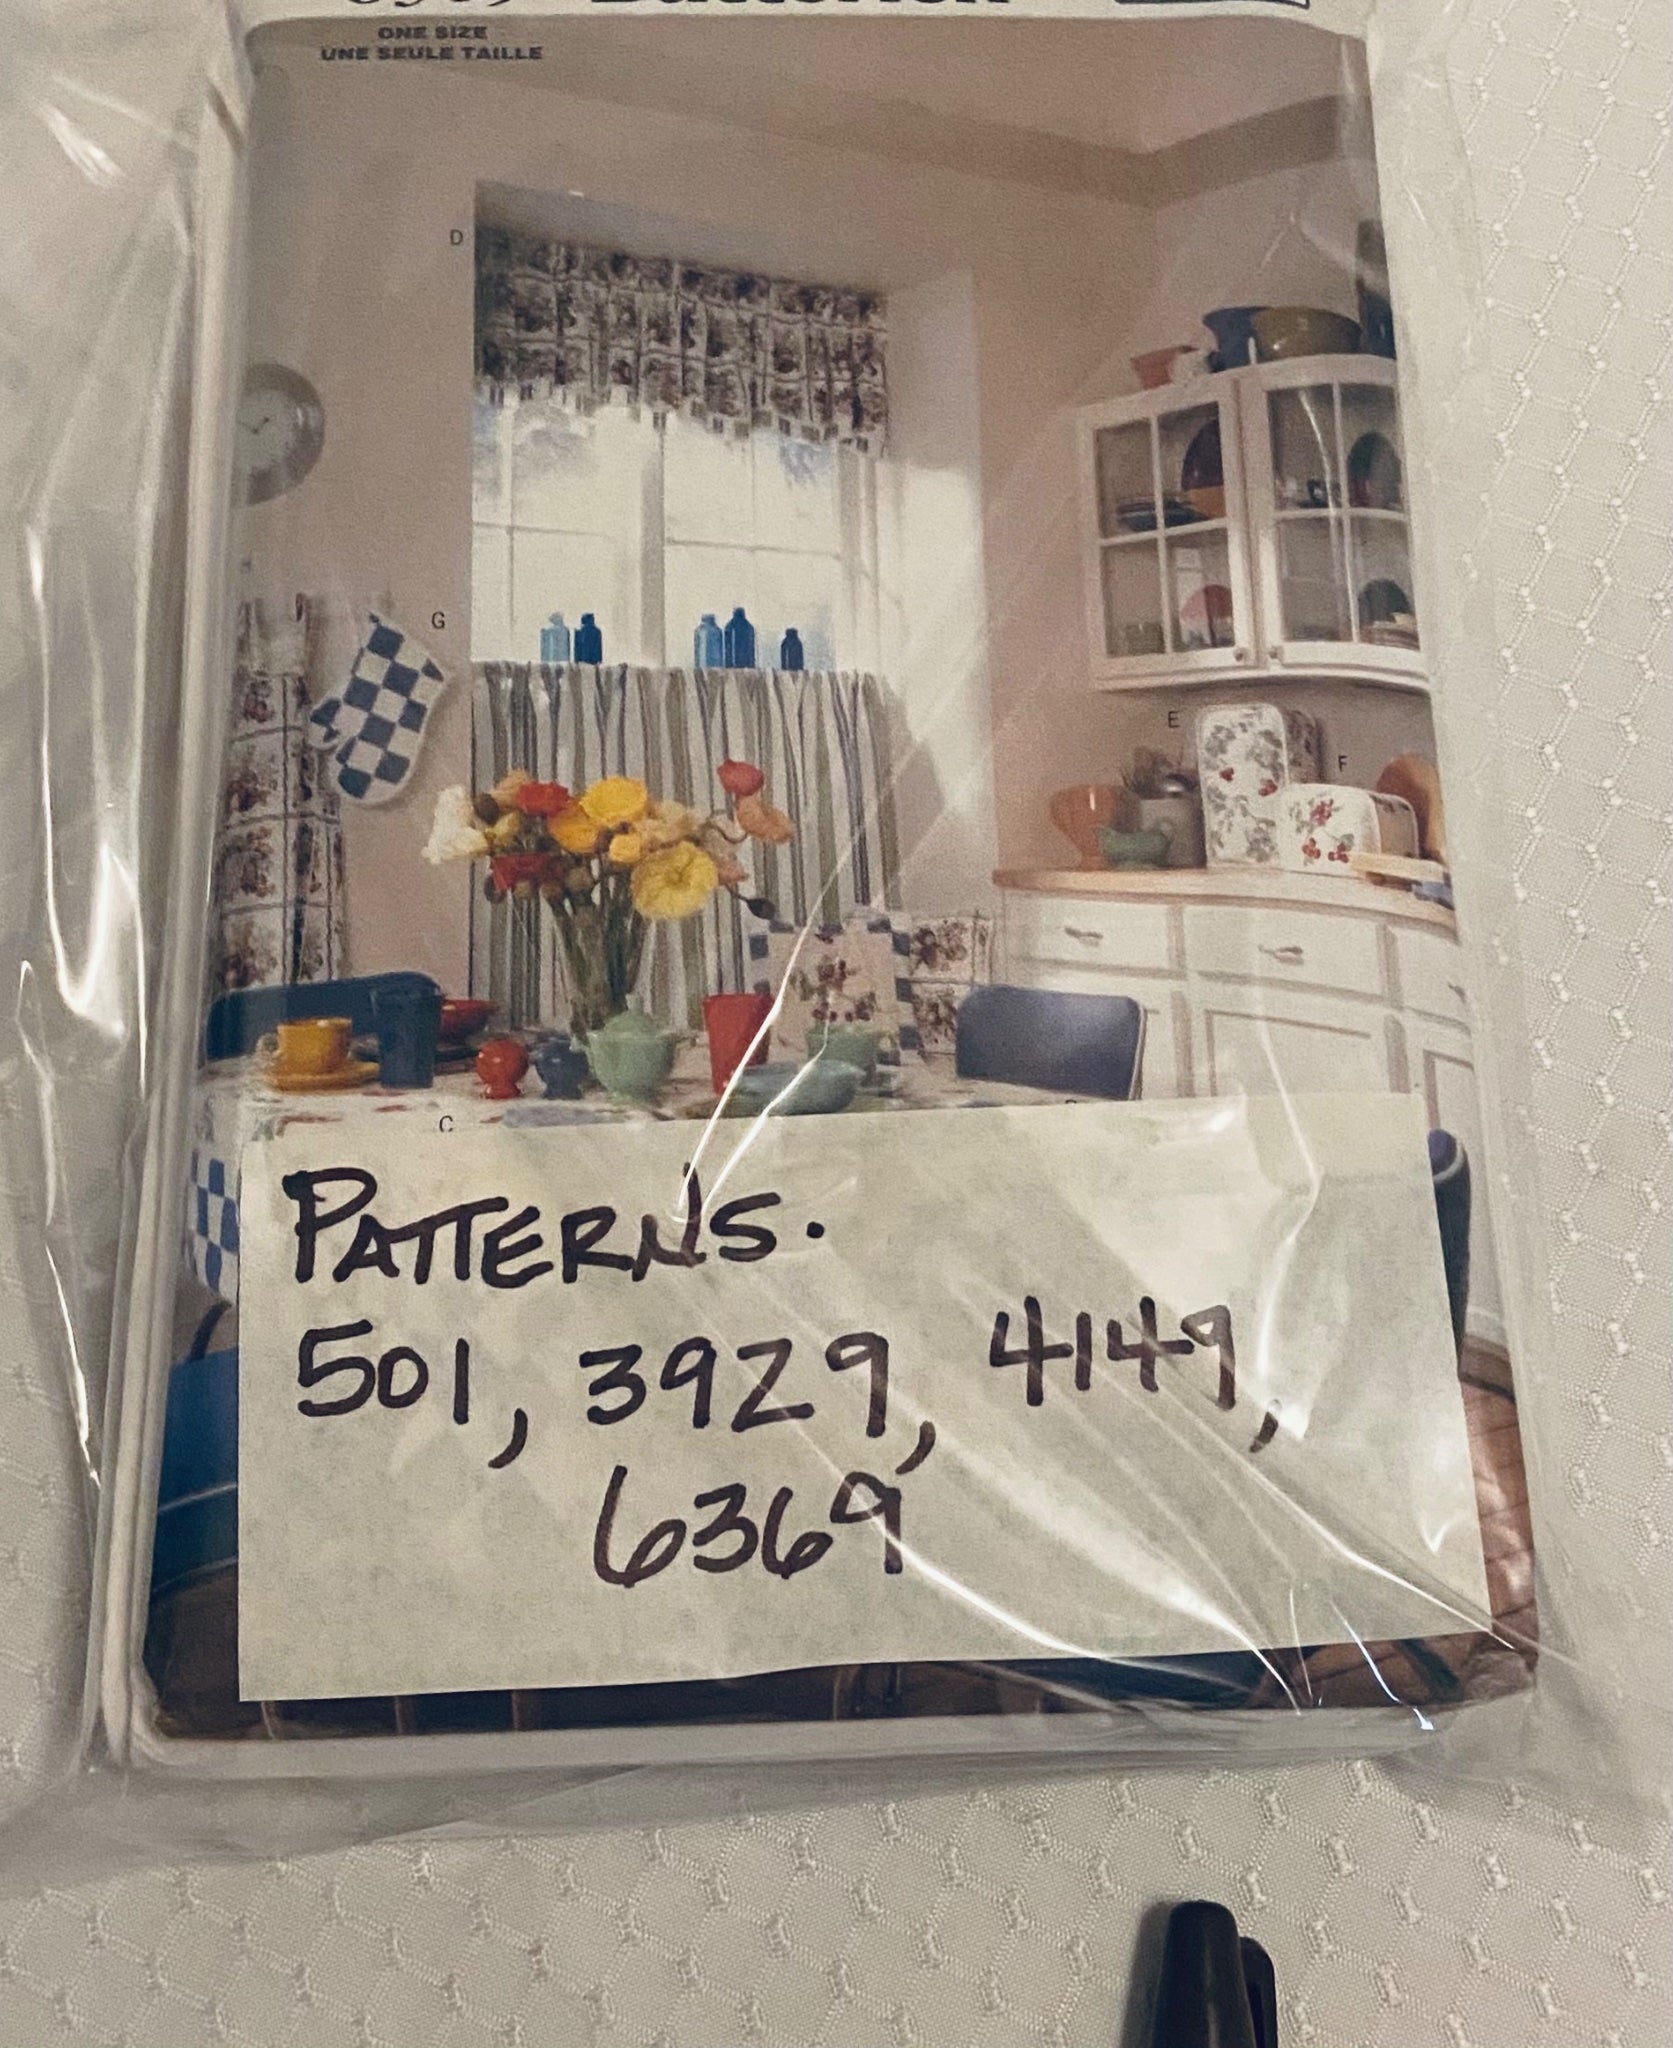 ONE SIZE
UNE SEULE TAILLE
D
G
E
F
C
PATTERNS.
501, 3929, 4149,
6369